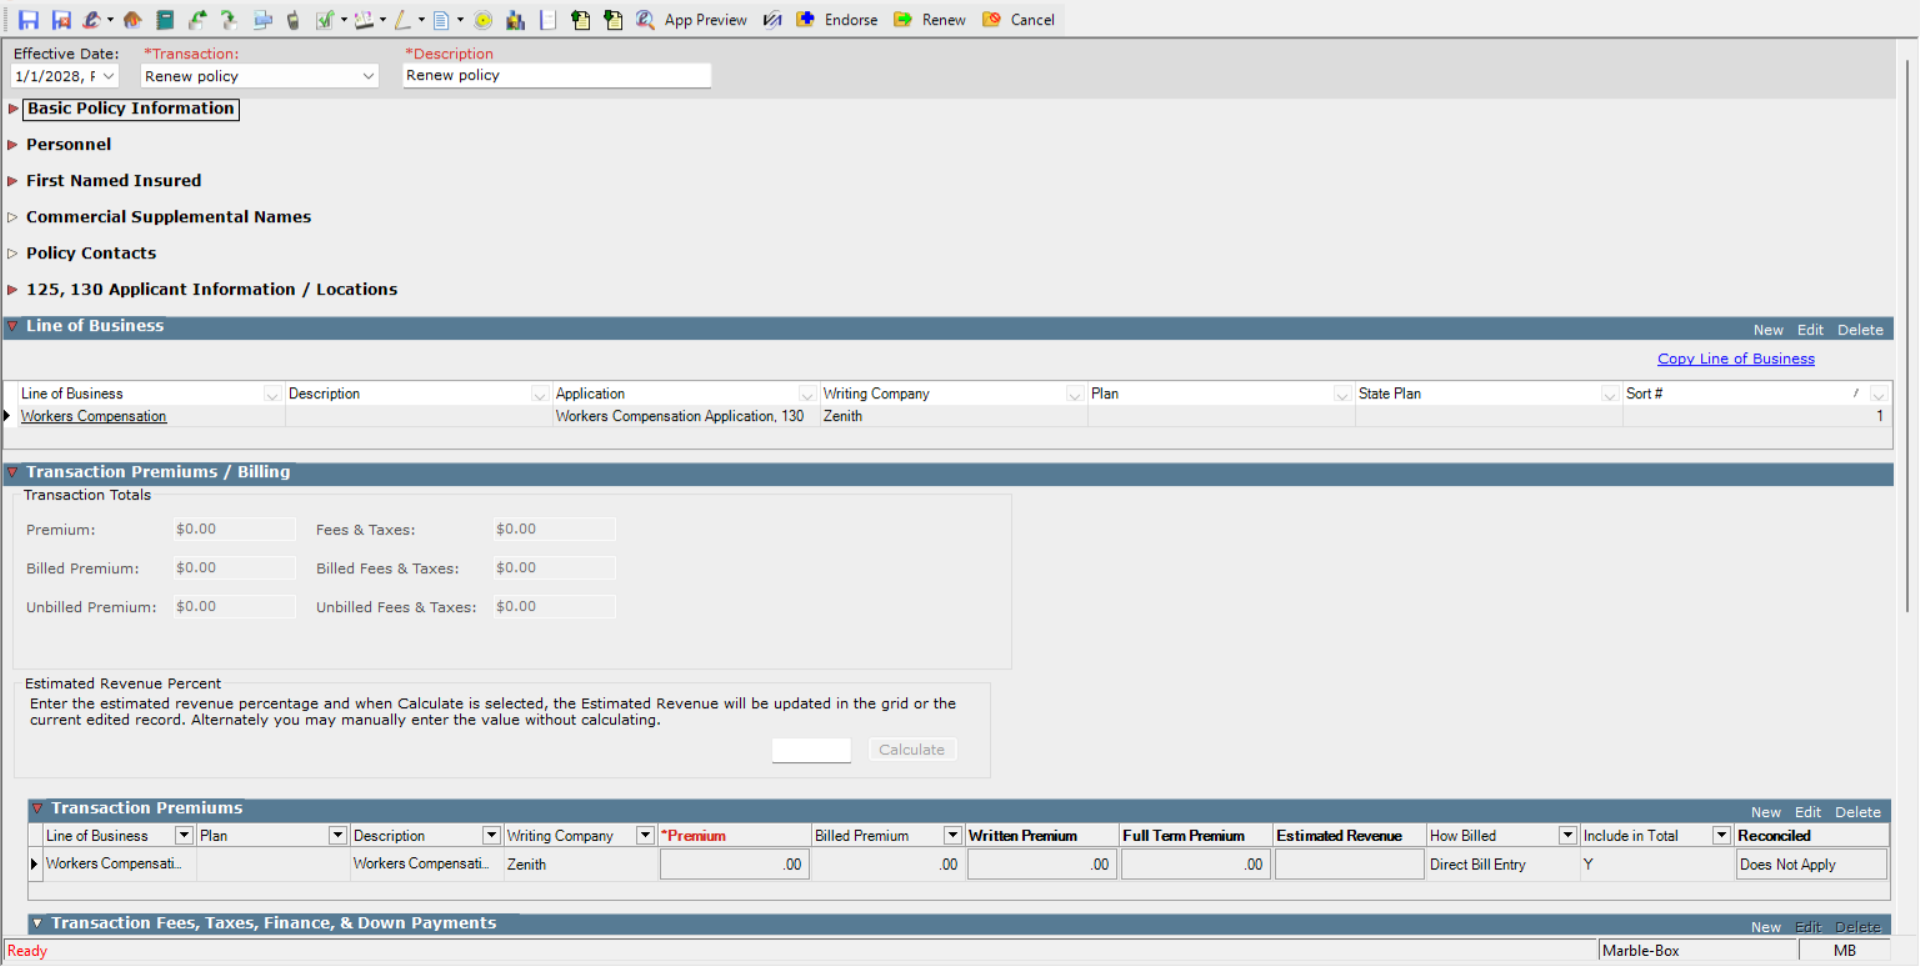 App Preview Endorse Renew Cancel
Effective Date: *Transaction: *Description
1/1/2028, F Renew policy Renew policy
Basic Policy Information
Personnel
First Named Insured
Commercial Supplemental Names
Policy Contacts
125, 130 Applicant Information / Locations
Line of Business New Edit Delete
Copy Line of Business
Line of Business Description Application Writing Company Plan State Plan Sort #
Workers Compensation Workers Compensation Application, 130 Zenith 1
Transaction Premiums / Billing
Transaction Totals
Premium: $0.00 Fees & Taxes: $0.00
Billed Premium: $0.00 Billed Fees & Taxes: $0.00
Unbilled Premium: $0.00 Unbilled Fees & Taxes: $0.00
Estimated Revenue Percent
Enter the estimated revenue percentage and when Calculate is selected, the Estimated Revenue will be updated in the grid or the
current edited record. Alternately you may manually enter the value without calculating.
Calculate
Transaction Premiums New Edit Delete
Line of Business Plan Description Writing Company *Premium Billed Premium Written Premium Full Term Premium Estimated Revenue How Billed Include in Total Reconciled
Workers Compensati... Workers Compensati... Zenith .00 .00 .00 .00 Direct Bill Entry Y Does Not Apply
Transaction Fees, Taxes, Finance, & Down Payments New Edit Delete
Ready Marble-Box MB